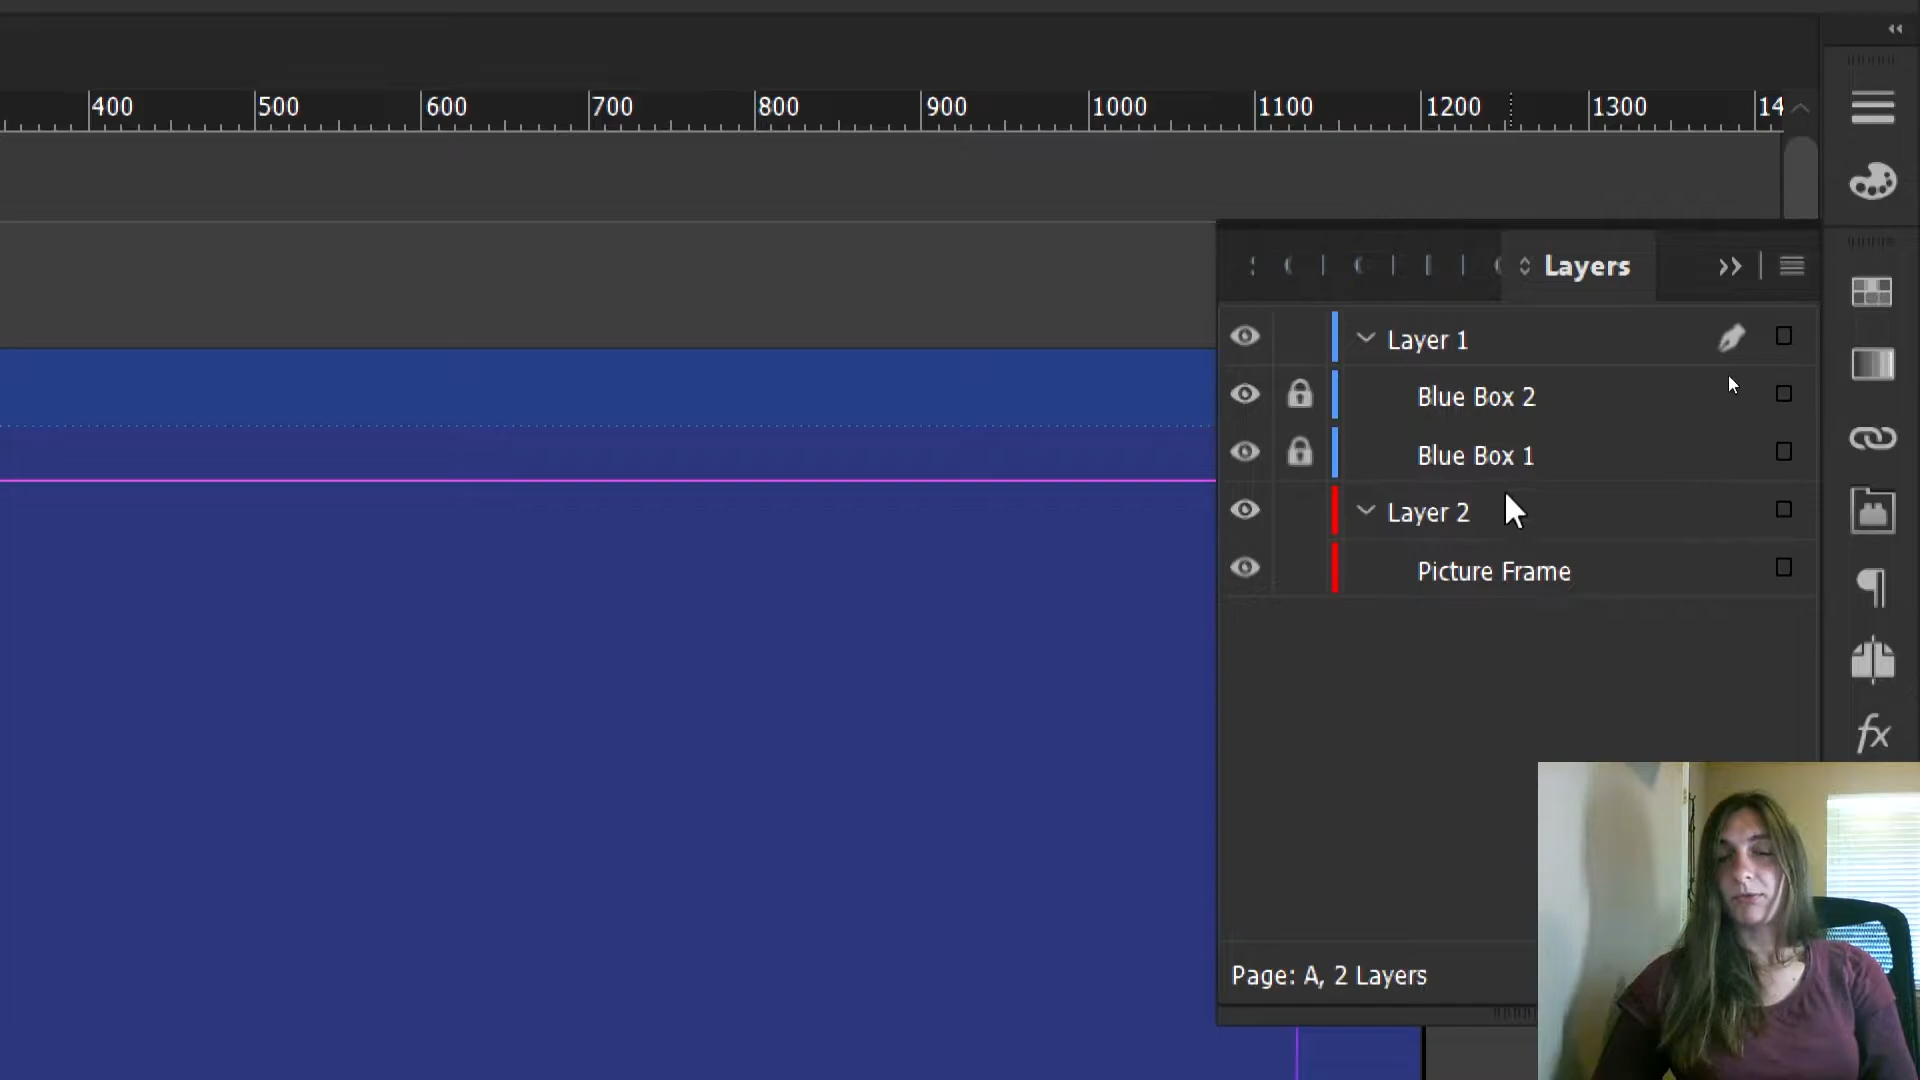 400 500 600 700 800 900 1000 1100 1200 1300 14
Layers
Layer 1
Blue Box 2
Blue Box 1
Layer 2
Picture Frame
fx
Page: A, 2 Layers